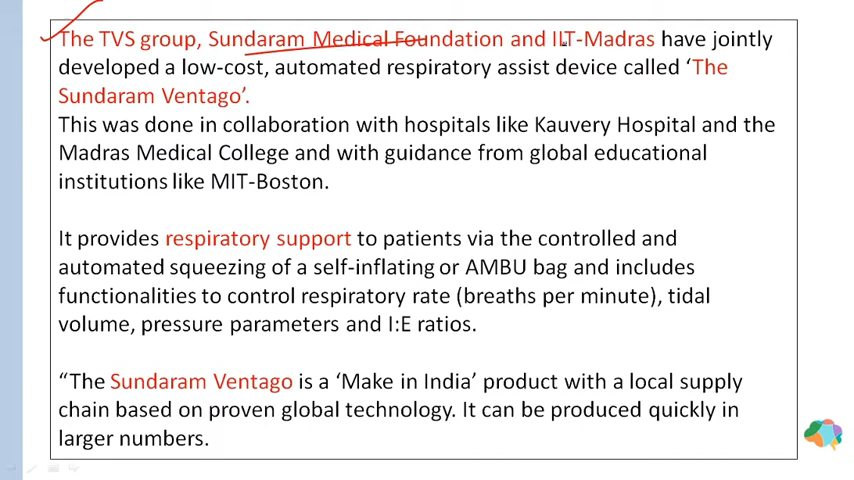 The TVS group, Sundaram Medical Foundation and IIT-Madras have jointly
developed a low-cost, automated respiratory assist device called ‘The
Sundaram Ventago’.
This was done in collaboration with hospitals like Kauvery Hospital and the
Madras Medical College and with guidance from global educational
institutions like MIT-Boston.
It provides respiratory support to patients via the controlled and
automated squeezing of a self-inflating or AMBU bag and includes
functionalities to control respiratory rate (breaths per minute), tidal
volume, pressure parameters and I:E ratios.
“The Sundaram Ventago is a ‘Make in India’ product with a local supply
chain based on proven global technology. It can be produced quickly in
larger numbers.